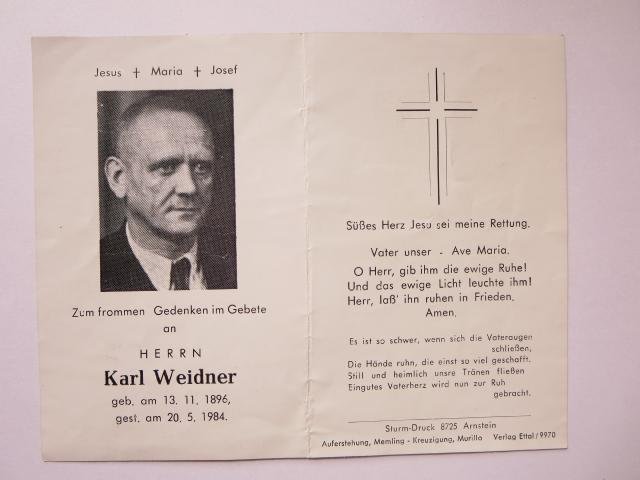 Jesus † Maria † Josef
Zum frommen Gedenken im Gebete
an
HERRN
Karl Weidner
geb. am 13. 11. 1896,
gest. am 20. 5. 1984.
Süßes Herz Jesu sei meine Rettung.
Vater unser - Ave Maria.
O Herr, gib ihm die ewige Ruhe!
Und das ewige Licht leuchte ihm!
Herr, laß' ihn ruhen in Frieden.
Amen.
Es ist so schwer, wenn sich die Vateraugen
schließen,
Die Hände ruhn, die einst so viel geschafft.
Still und heimlich unsre Tränen fließen
Eingutes Vaterherz wird nun zur Ruh
gebracht.
Sturm-Druck 8725 Arnstein
Auferstehung, Memling - Kreuzigung, Murillo Verlag Ettal/9970